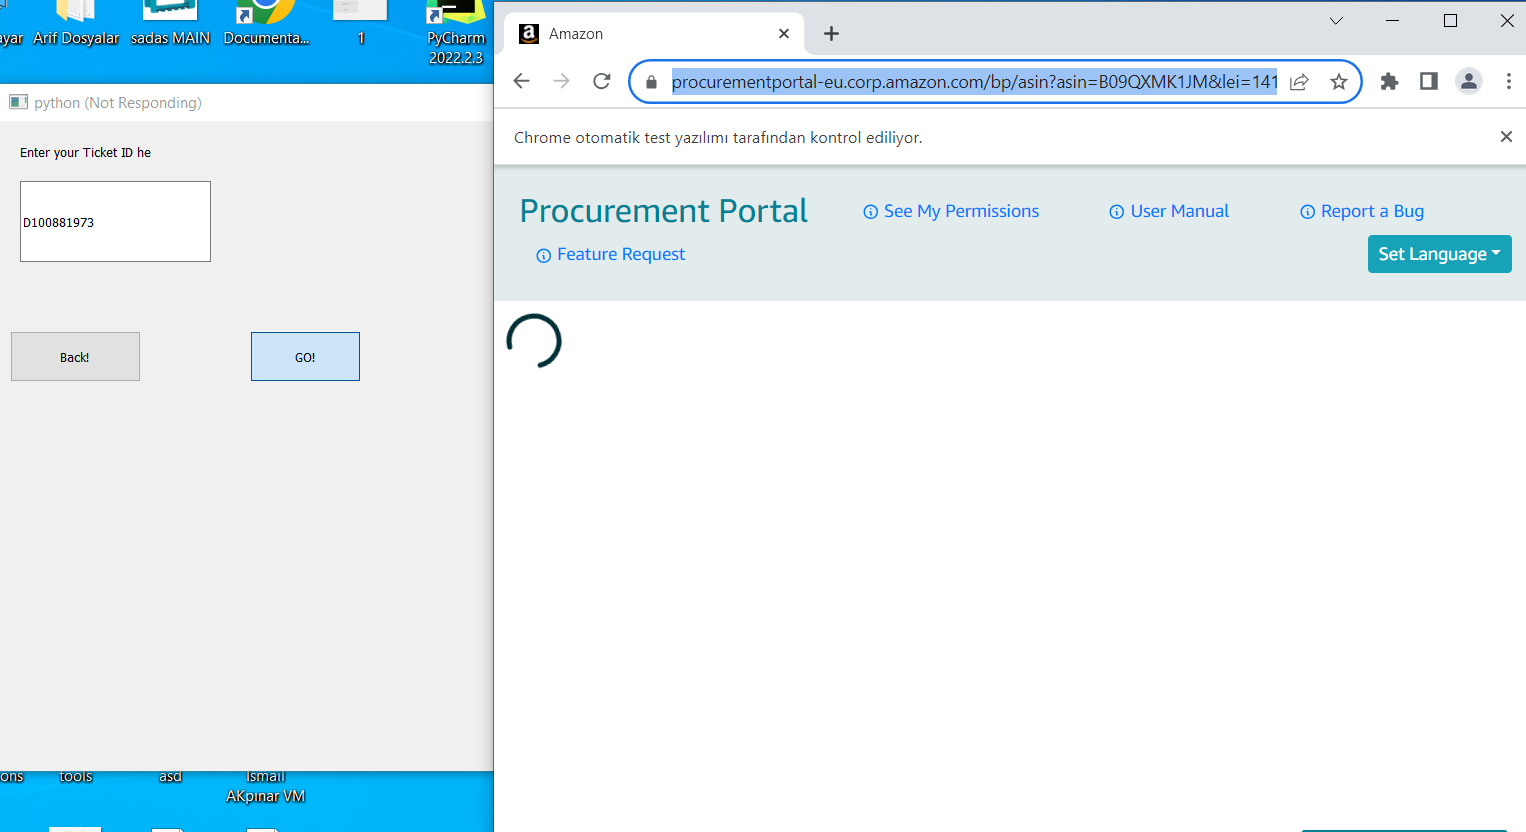 ayar
Arif Dosyalar
sadas MAIN
Documenta...
1
PyCharm
2022.2.3
python (Not Responding)
Enter your Ticket ID he
D100881973
Back!
GO!
ons
tools
asd
Ismail
AKpınar VM
Amazon
procurementportal-eu.corp.amazon.com/bp/asin?asin=B09QXMK1JM&lei=141
Chrome otomatik test yazılımı tarafından kontrol ediliyor.
Procurement Portal
See My Permissions
User Manual
Report a Bug
Feature Request
Set Language